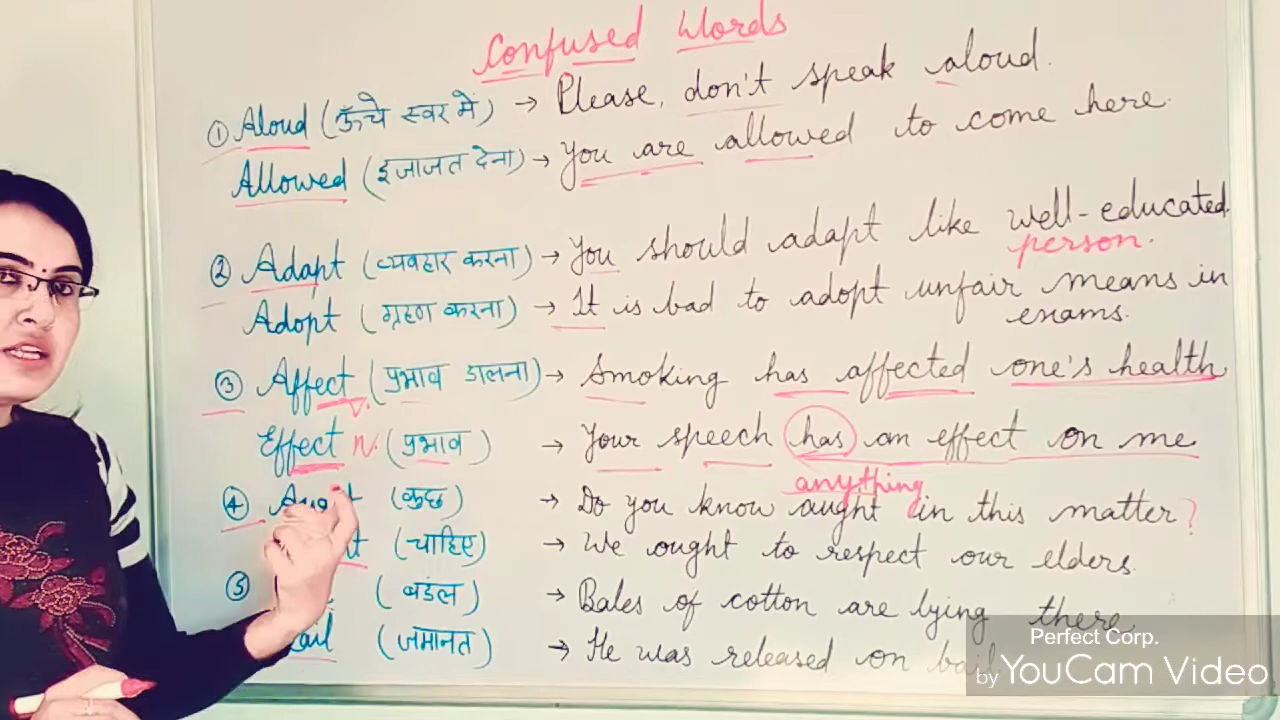 Confused Words
① Aloud (ऊँचे स्वर में) → Please, don't speak aloud.
Allowed (इजाजत देना) → You are allowed to come here.
② Adapt (व्यवहार करना) → You should adapt like well-educated
person.
Adopt (ग्रहण करना) → It is bad to adopt unfair means in
exams.
③ Affect (प्रभाव डालना) → Smoking has affected one's health
v.
Effect n. (प्रभाव) → Your speech has an effect on me
anything
④ (कुछ) → Do you know aught in this matter?
(चाहिए) → We ought to respect our elders.
⑤ (बंडल) → Bales of cotton are lying there
(जमानत) → He was released on bail
Perfect Corp.
by YouCam Video